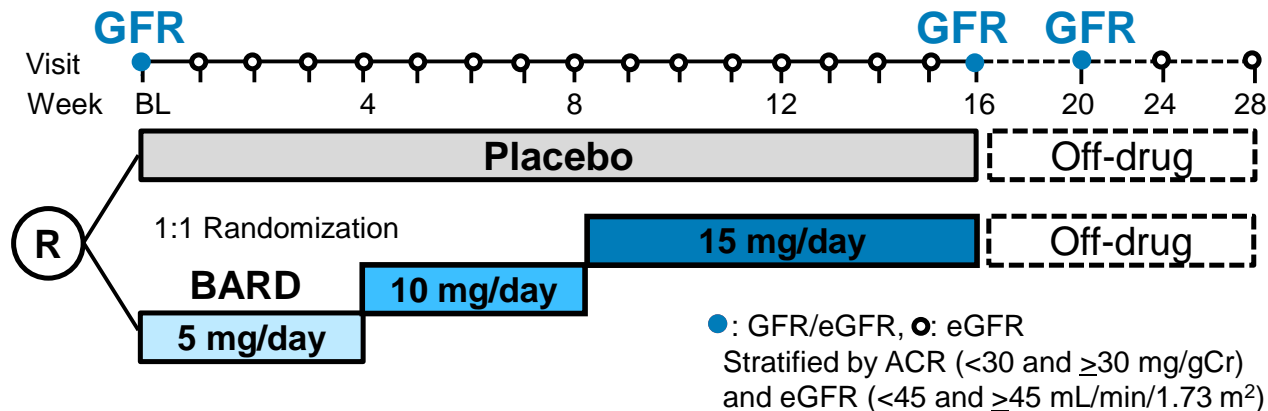 GFR GFR GFR
Visit
Week BL 4 8 12 16 20 24 28
Placebo Off-drug
R
1:1 Randomization
15 mg/day Off-drug
BARD
10 mg/day
5 mg/day
: GFR/eGFR, : eGFR
Stratified by ACR (<30 and ≥30 mg/gCr)
and eGFR (<45 and ≥45 mL/min/1.73 m²)